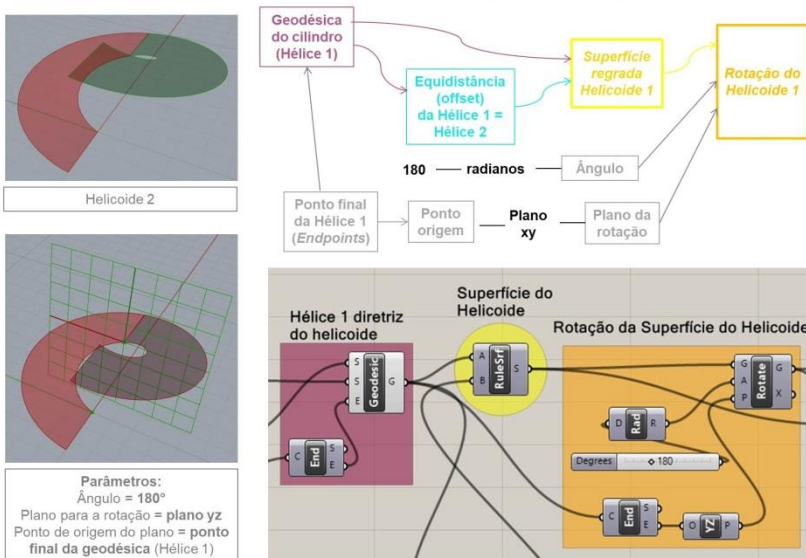 Helicoide 2
Parâmetros:
Ângulo = 180°
Plano para a rotação = plano yz
Ponto de origem do plano = ponto
final da geodésica (Hélice 1)
Geodésica
do cilindro
(Hélice 1)
Equidistância
(offset)
da Hélice 1 =
Hélice 2
Superfície
regrada
Helicoide 1
Rotação do
Helicoide 1
180 radianos Ângulo
Ponto final
da Hélice 1
(Endpoints)
Ponto
origem
Plano
xy
Plano da
rotação
Hélice 1 diretriz
do helicoide
Superfície do
Helicoide
Rotação da Superfície do Helicoide
S
S
E
Geodesic
G
C
End
S
E
A
B
RuleSrf
S
G
A
P
Rotate
G
X
D
Rad
R
Degrees
180
C
End
S
E
O
YZ
P